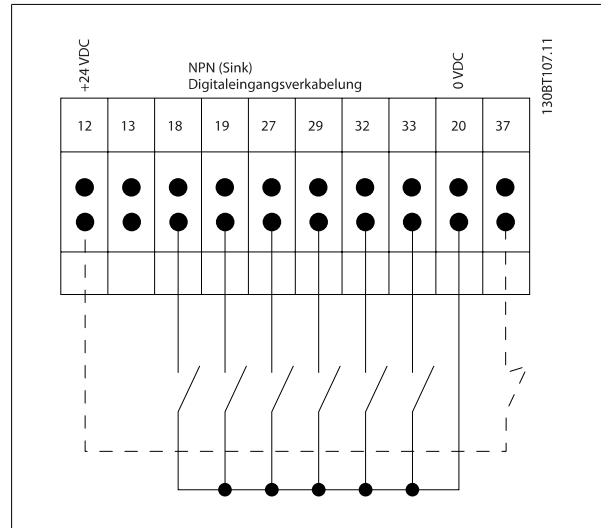 +24 VDC
NPN (Sink)
Digitaleingangsverkabelung
0 VDC
130BT107.11
12 13 18 19 27 29 32 33 20 37